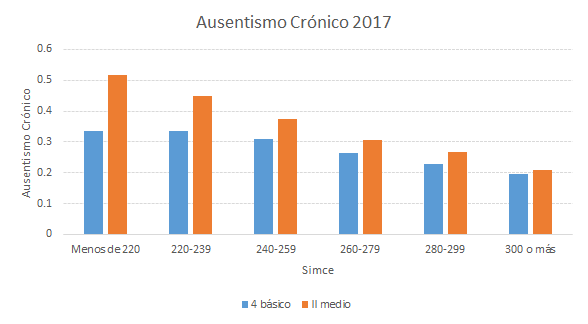 Ausentismo Crónico 2017
0.6
0.5
0.4
0.3
0.2
0.1
0
Ausentismo Crónico
Menos de 220 220-239 240-259 260-279 280-299 300 o más
Simce
4 básico II medio